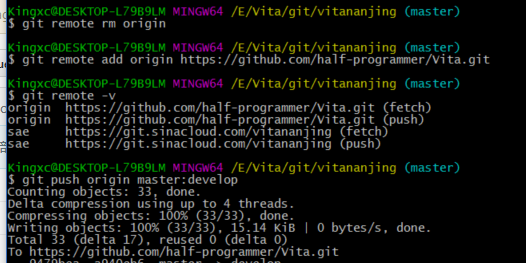 Kingxc@DESKTOP-L79B9LM MINGW64 /E/Vita/git/vitananjing (master)
$ git remote rm origin
Kingxc@DESKTOP-L79B9LM MINGW64 /E/Vita/git/vitananjing (master)
$ git remote add origin https://github.com/half-programmer/Vita.git
Kingxc@DESKTOP-L79B9LM MINGW64 /E/Vita/git/vitananjing (master)
$ git remote -v
origin https://github.com/half-programmer/Vita.git (fetch)
origin https://github.com/half-programmer/Vita.git (push)
sae https://git.sinacloud.com/vitananjing (fetch)
sae https://git.sinacloud.com/vitananjing (push)
Kingxc@DESKTOP-L79B9LM MINGW64 /E/Vita/git/vitananjing (master)
$ git push origin master:develop
Counting objects: 33, done.
Delta compression using up to 4 threads.
Compressing objects: 100% (33/33), done.
Writing objects: 100% (33/33), 15.14 KiB | 0 bytes/s, done.
Total 33 (delta 17), reused 0 (delta 0)
To https://github.com/half-programmer/Vita.git
master -> develop